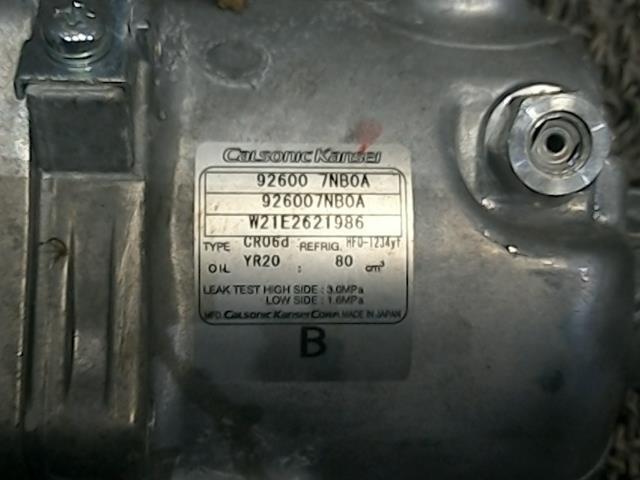 Calsonic Kansei
92600 7NB0A
926007NB0A
W21E2621986
TYPE CR06d REFRIG. HFO-1234yf
OIL YR20 : 80 cm³
LEAK TEST HIGH SIDE : 3.0MPa
LOW SIDE : 1.6MPa
MFD. Calsonic Kansei Corp. MADE IN JAPAN
B